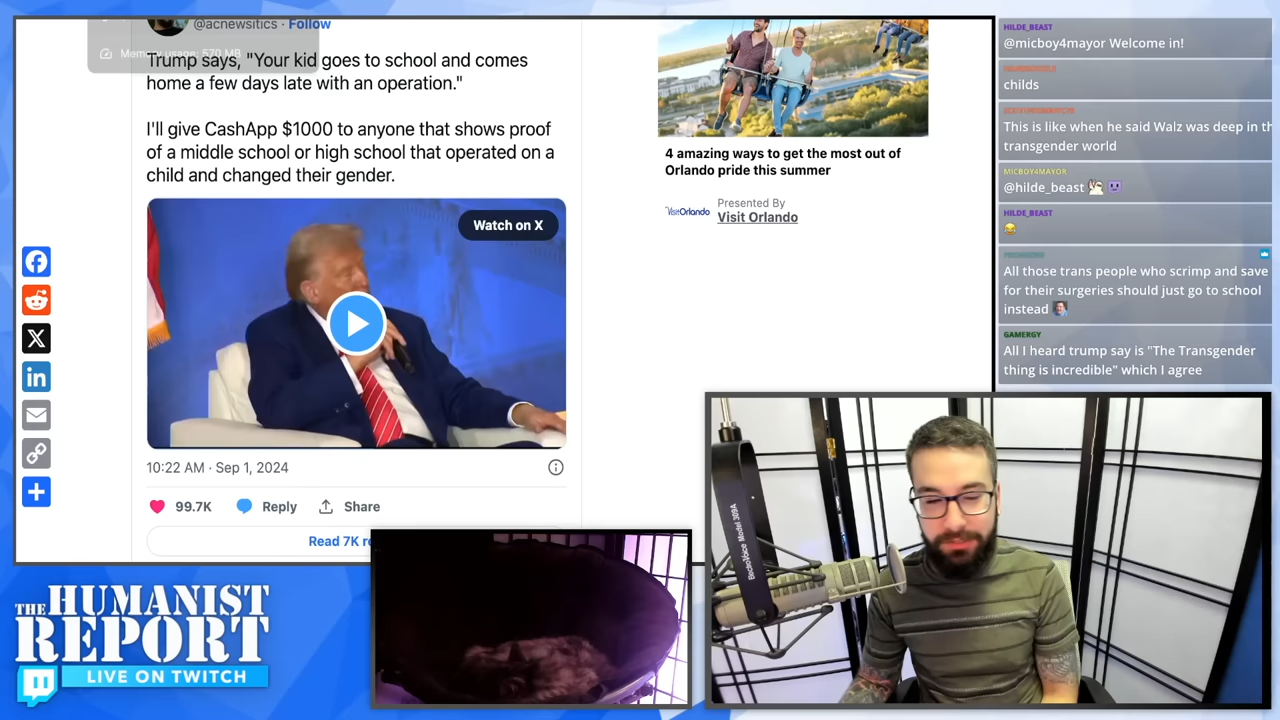 @acnewsitics · Follow
Memory usage: 570 MB
Trump says, "Your kid goes to school and comes
home a few days late with an operation."
I'll give CashApp $1000 to anyone that shows proof
of a middle school or high school that operated on a
child and changed their gender.
Watch on X
10:22 AM · Sep 1, 2024
99.7K
Reply
Share
Read 7K re
4 amazing ways to get the most out of
Orlando pride this summer
VisitOrlando
Presented By
Visit Orlando
HILDE_BEAST
@micboy4mayor Welcome in!
childs
This is like when he said Walz was deep in th
transgender world
MICBOY4MAYOR
@hilde_beast
HILDE_BEAST
All those trans people who scrimp and save
for their surgeries should just go to school
instead
GAMERGY
All I heard trump say is "The Transgender
thing is incredible" which I agree
THE HUMANIST
REPORT
LIVE ON TWITCH